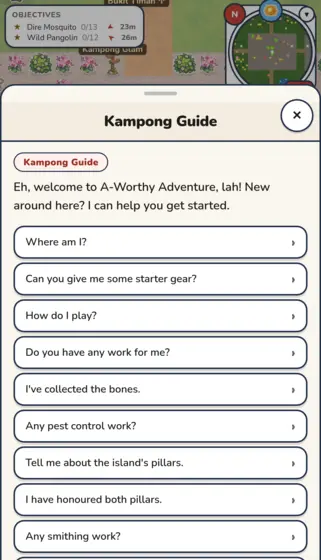 Bukit Timah
OBJECTIVES
★ Dire Mosquito 0/13 23m
★ Wild Pangolin 0/12 26m
Kampong Glam
N
Kampong Guide
×
Kampong Guide
Eh, welcome to A-Worthy Adventure, lah! New
around here? I can help you get started.
Where am I? ›
Can you give me some starter gear? ›
How do I play? ›
Do you have any work for me? ›
I've collected the bones. ›
Any pest control work? ›
Tell me about the island's pillars. ›
I have honoured both pillars. ›
Any smithing work? ›